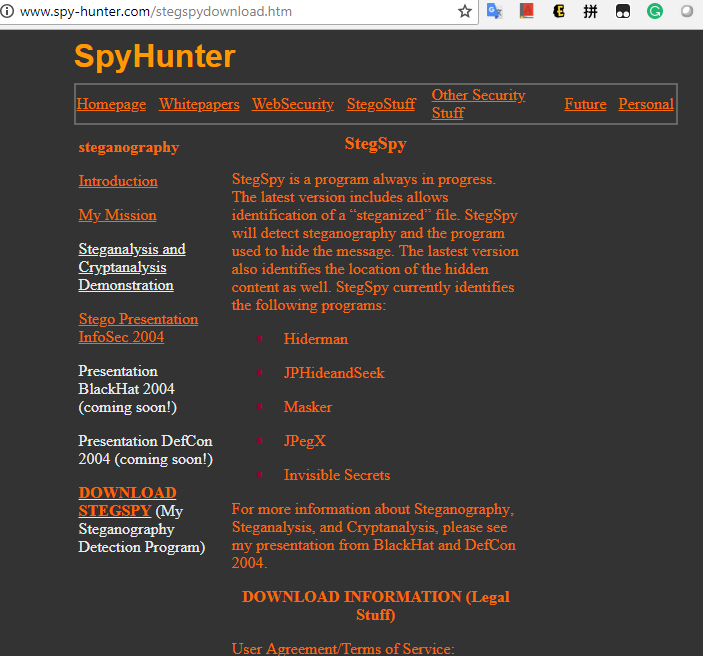 www.spy-hunter.com/stegspydownload.htm
拼
SpyHunter
Homepage Whitepapers WebSecurity StegoStuff Other Security Stuff Future Personal
steganography
Introduction
My Mission
Steganalysis and
Cryptanalysis
Demonstration
Stego Presentation
InfoSec 2004
Presentation
BlackHat 2004
(coming soon!)
Presentation DefCon
2004 (coming soon!)
DOWNLOAD
STEGSPY (My
Steganography
Detection Program)
StegSpy
StegSpy is a program always in progress.
The latest version includes allows
identification of a “steganized” file. StegSpy
will detect steganography and the program
used to hide the message. The lastest version
also identifies the location of the hidden
content as well. StegSpy currently identifies
the following programs:
Hiderman
JPHideandSeek
Masker
JPegX
Invisible Secrets
For more information about Steganography,
Steganalysis, and Cryptanalysis, please see
my presentation from BlackHat and DefCon
2004.
DOWNLOAD INFORMATION (Legal
Stuff)
User Agreement/Terms of Service: